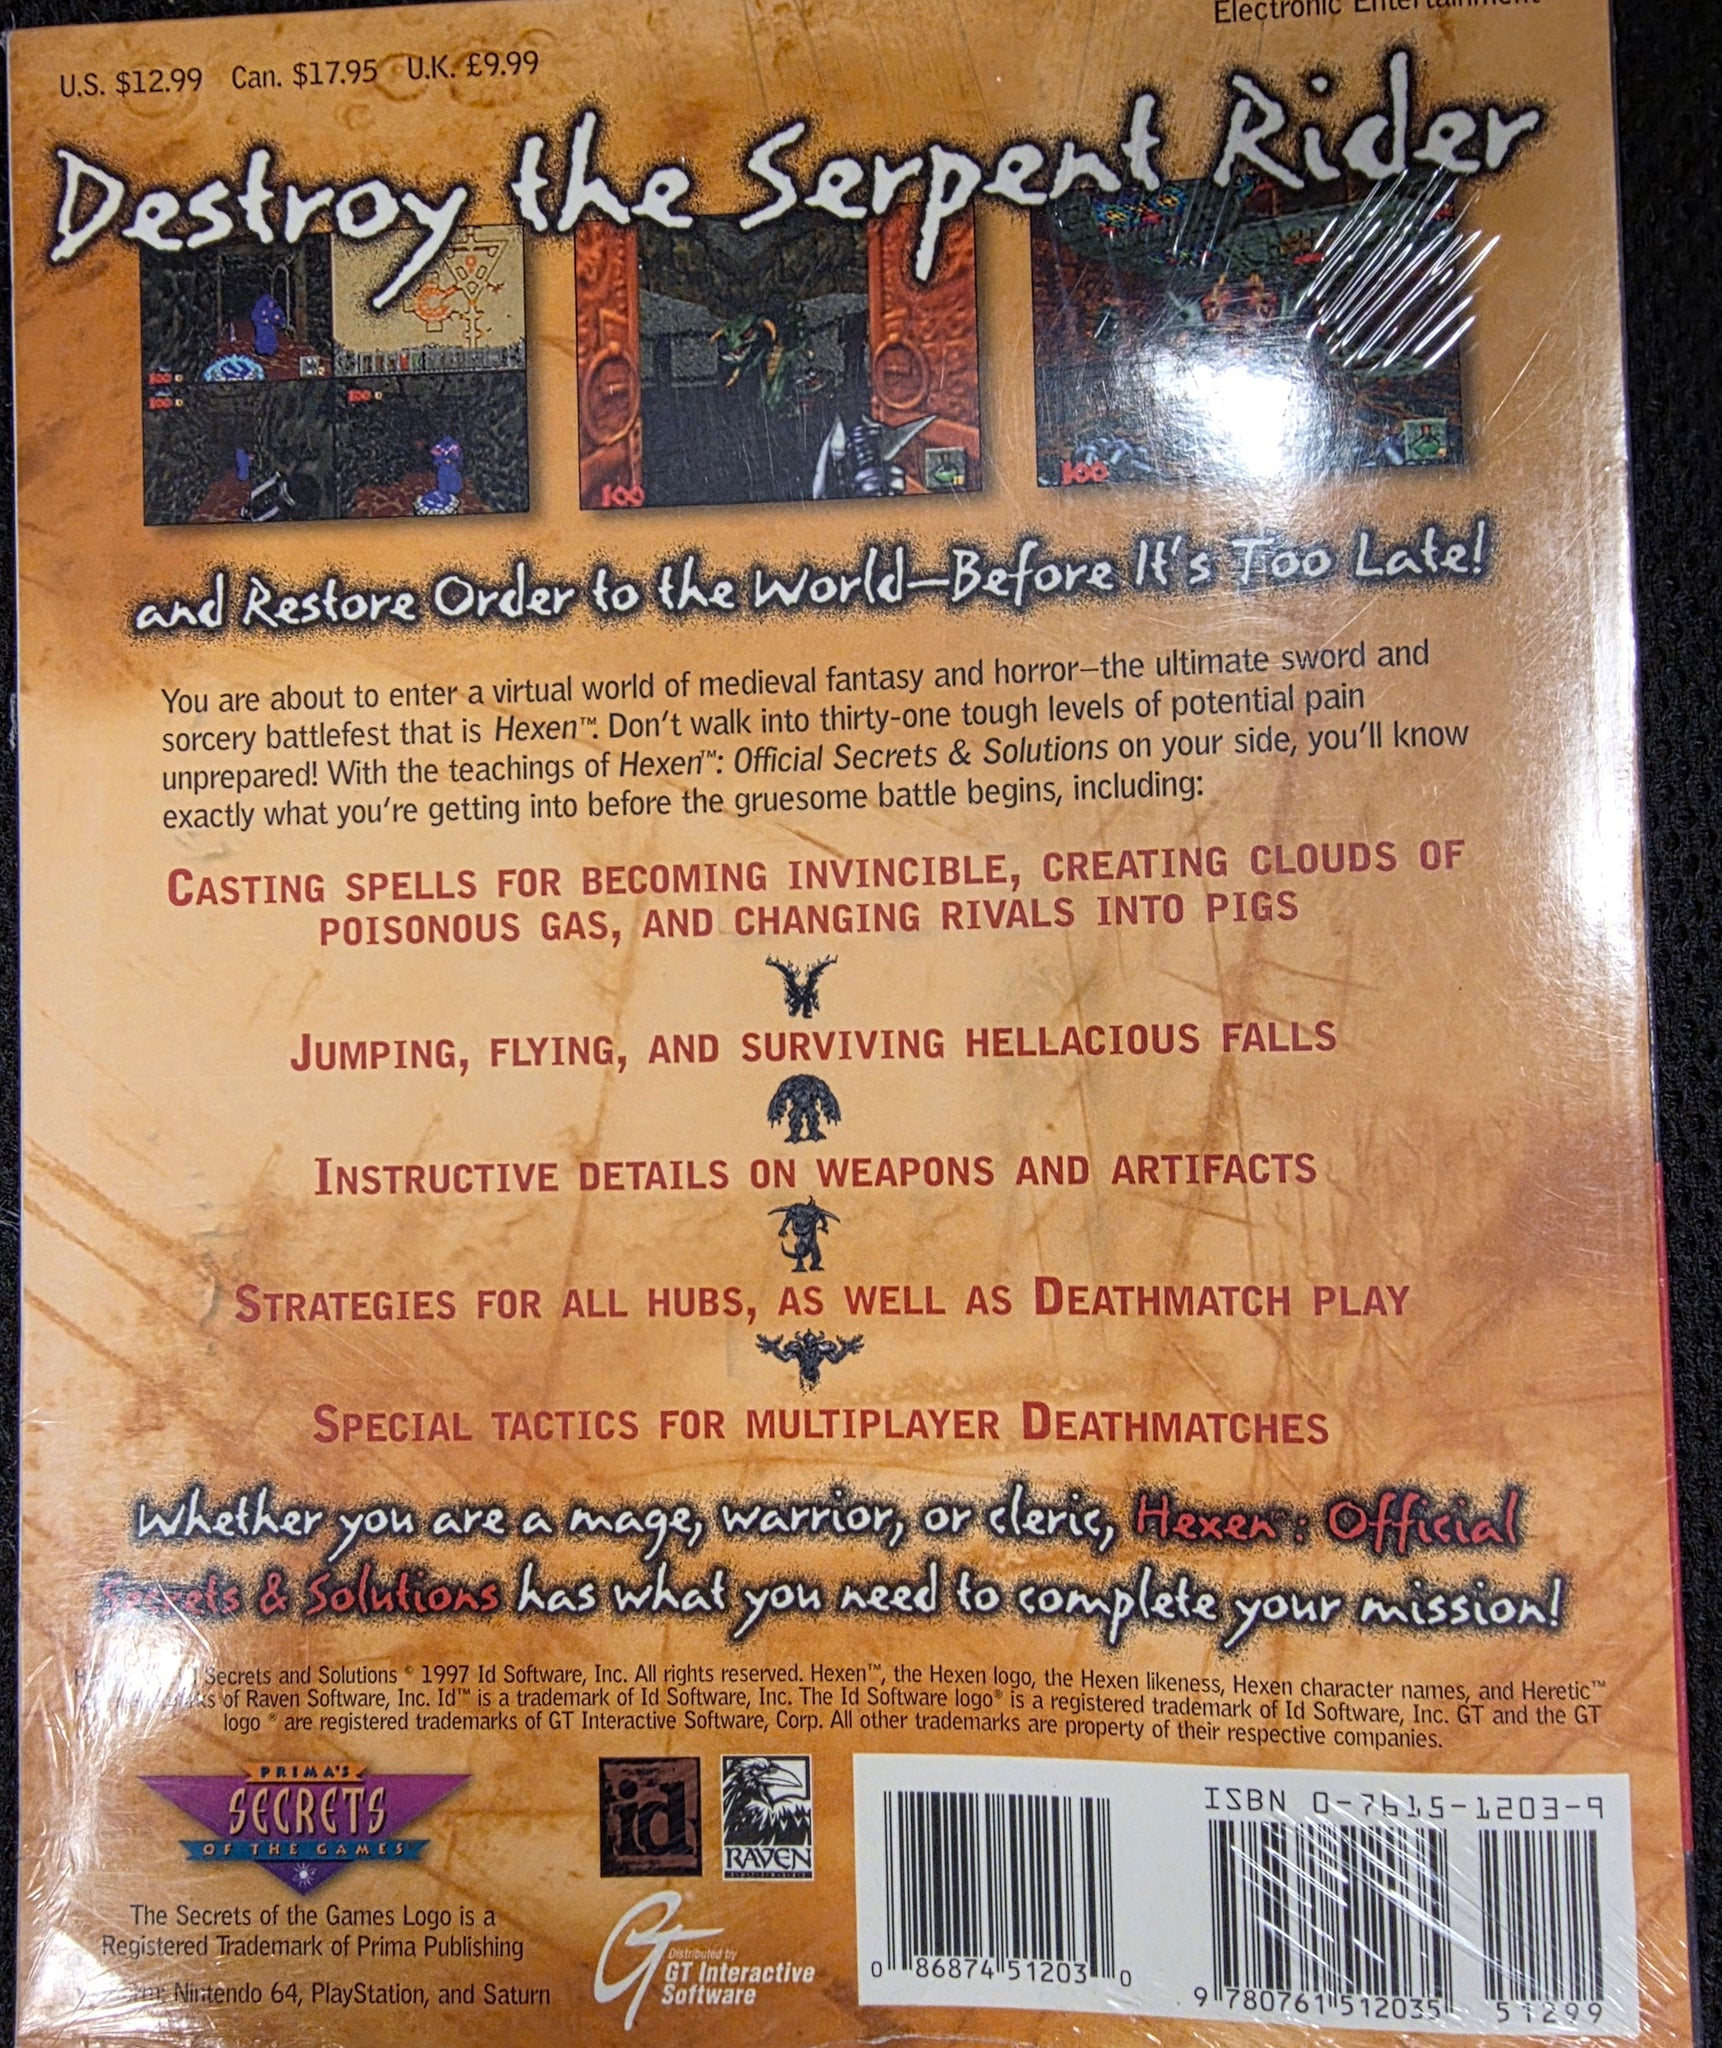 Electronic Entertainment
U.S. $12.99 Can. $17.95 U.K. £9.99
Destroy the Serpent Rider
100
100
100
100
100
and Restore Order to the World—Before It's Too Late!
You are about to enter a virtual world of medieval fantasy and horror–the ultimate sword and
sorcery battlefest that is Hexen™. Don't walk into thirty-one tough levels of potential pain
unprepared! With the teachings of Hexen™: Official Secrets & Solutions on your side, you'll know
exactly what you're getting into before the gruesome battle begins, including:
CASTING SPELLS FOR BECOMING INVINCIBLE, CREATING CLOUDS OF
POISONOUS GAS, AND CHANGING RIVALS INTO PIGS
JUMPING, FLYING, AND SURVIVING HELLACIOUS FALLS
INSTRUCTIVE DETAILS ON WEAPONS AND ARTIFACTS
STRATEGIES FOR ALL HUBS, AS WELL AS DEATHMATCH PLAY
SPECIAL TACTICS FOR MULTIPLAYER DEATHMATCHES
Whether you are a mage, warrior, or cleric, Hexen™: Official
Secrets & Solutions has what you need to complete your mission!
Secrets and Solutions © 1997 Id Software, Inc. All rights reserved. Hexen™, the Hexen logo, the Hexen likeness, Hexen character names, and Heretic™
of Raven Software, Inc. Id™ is a trademark of Id Software, Inc. The Id Software logo® is a registered trademark of Id Software, Inc. GT and the GT
logo ® are registered trademarks of GT Interactive Software, Corp. All other trademarks are property of their respective companies.
PRIMA'S
SECRETS
OF THE GAMES
id
RAVEN
The Secrets of the Games Logo is a
Registered Trademark of Prima Publishing
Nintendo 64, PlayStation, and Saturn
GT
Distributed by
GT Interactive
Software
0 86874 51203 0
ISBN 0-7615-1203-9
9 780761 512035
51299